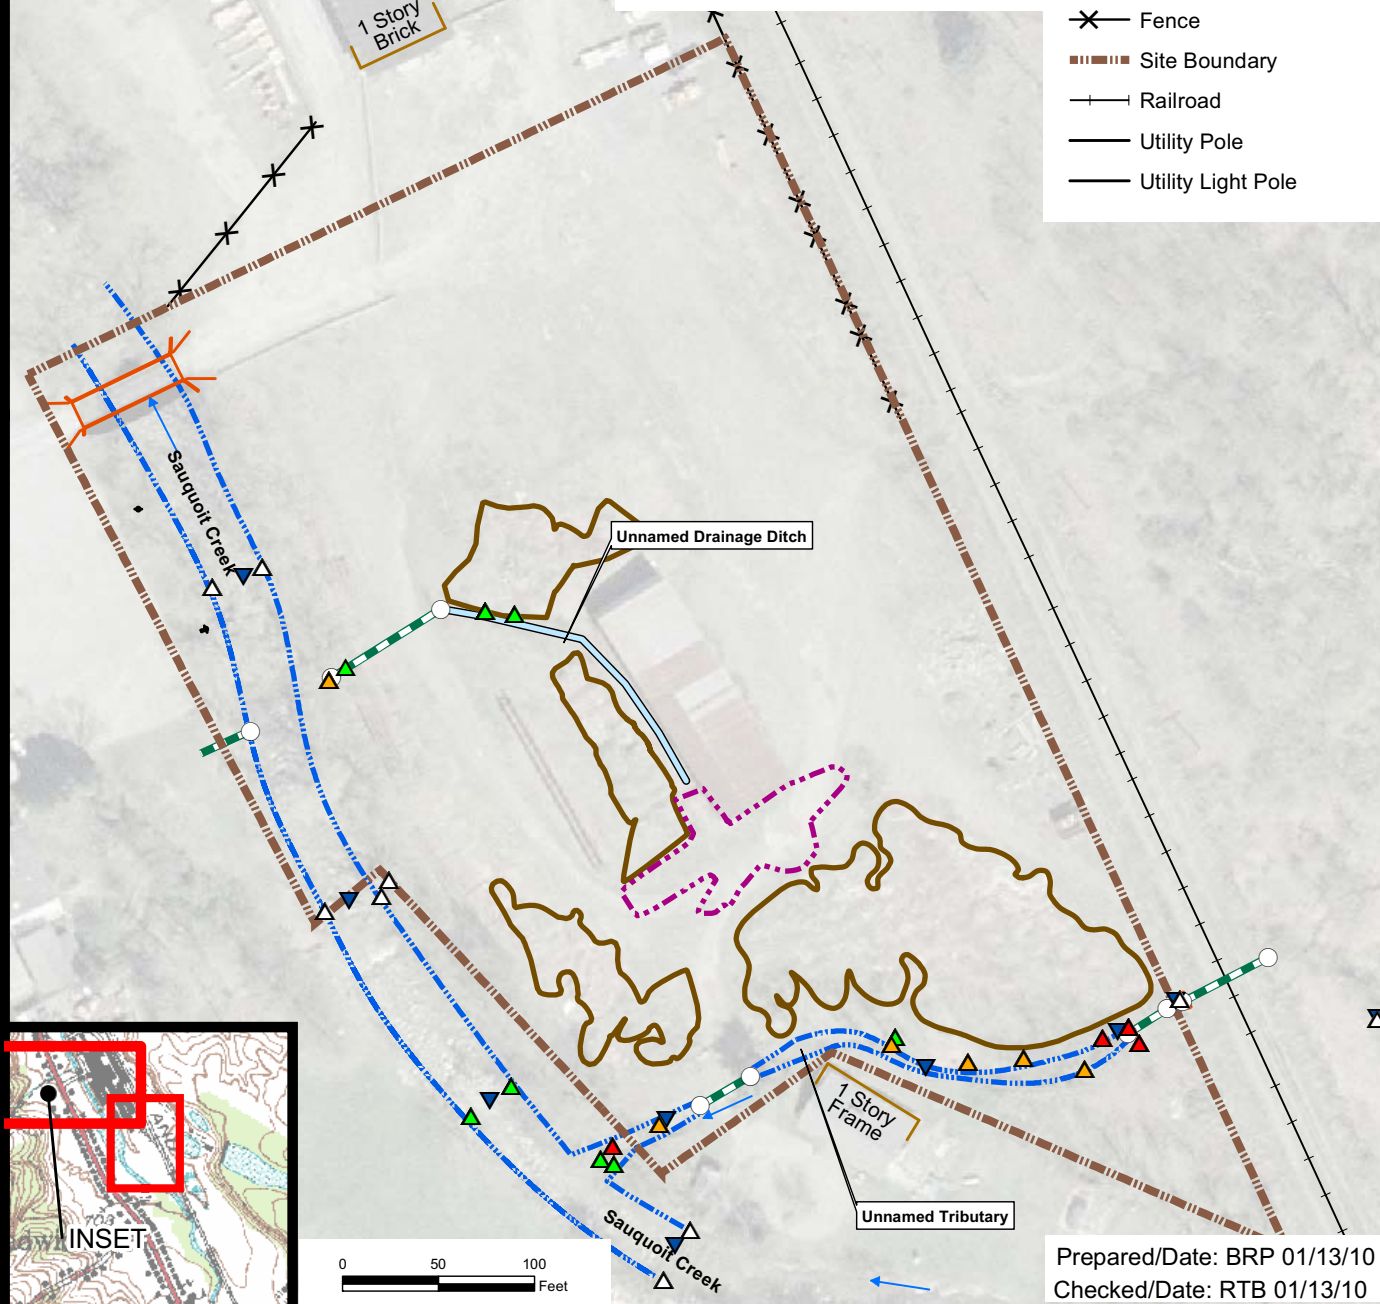 1 Story
Brick
Fence
Site Boundary
Railroad
Utility Pole
Utility Light Pole
Sauquoit Creek
Unnamed Drainage Ditch
1 Story
Frame
Unnamed Tributary
Sauquoit Creek
INSET
0 50 100
Feet
Prepared/Date: BRP 01/13/10
Checked/Date: RTB 01/13/10